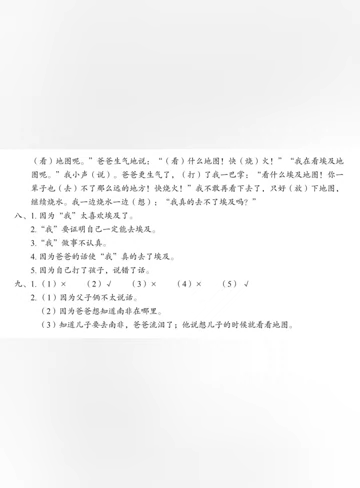 （看）地图呢。”爸爸生气地说：“（看）什么地图！快（烧）火！”“我在看埃及地
图呢。”我小声（说）。爸爸更生气了，（打）了我一巴掌：“看什么埃及地图！你一
辈子也（去）不了那么远的地方！快烧火！”我不敢再看下去了，只好（放）下地图，
继续烧水。我一边烧水一边（想）：“我真的去不了埃及吗？”
八、1. 因为“我”太喜欢埃及了。
2.“我”要证明自己一定能去埃及。
3.“我”做事不认真。
4. 因为爸爸的话使“我”真的去了埃及。
5. 因为自己打了孩子，说错了话。
九、1.（1）× （2）√ （3）× （4）× （5）√
2.（1）因为父子俩不太说话。
（2）因为爸爸想知道南非在哪里。
（3）知道儿子要去南非，爸爸流泪了；他说想儿子的时候就看看地图。